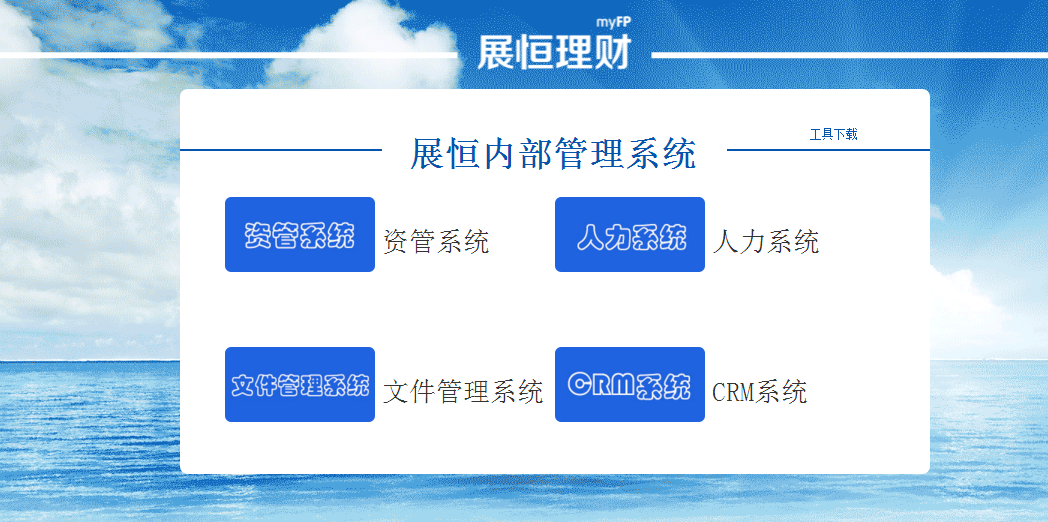 myFP
展恒理财
工具下载
展恒内部管理系统
资管系统 资管系统
人力系统 人力系统
文件管理系统 文件管理系统
CRM系统 CRM系统